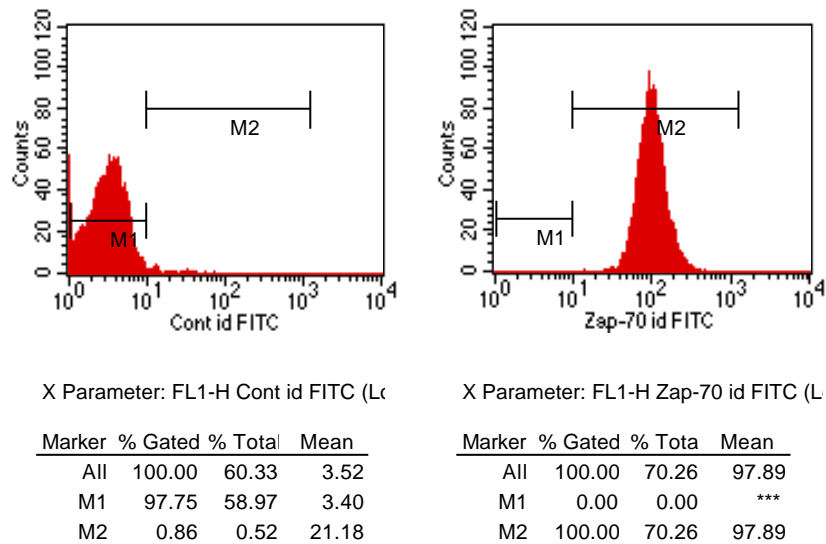 120
100
80
60
40
20
0
Counts
M2
M1
10^0 10^1 10^2 10^3 10^4
Cont id FITC
120
100
80
60
40
20
0
Counts
M2
M1
10^0 10^1 10^2 10^3 10^4
Zap-70 id FITC
X Parameter: FL1-H Cont id FITC (Lo
Marker % Gated % Total Mean
All 100.00 60.33 3.52
M1 97.75 58.97 3.40
M2 0.86 0.52 21.18
X Parameter: FL1-H Zap-70 id FITC (L
Marker % Gated % Tota Mean
All 100.00 70.26 97.89
M1 0.00 0.00 ***
M2 100.00 70.26 97.89